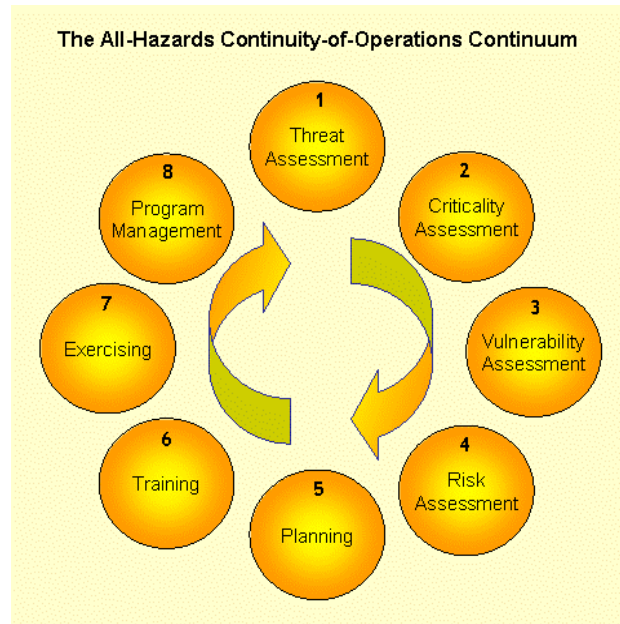 The All-Hazards Continuity-of-Operations Continuum
1
Threat
Assessment
2
Criticality
Assessment
3
Vulnerability
Assessment
4
Risk
Assessment
5
Planning
6
Training
7
Exercising
8
Program
Management